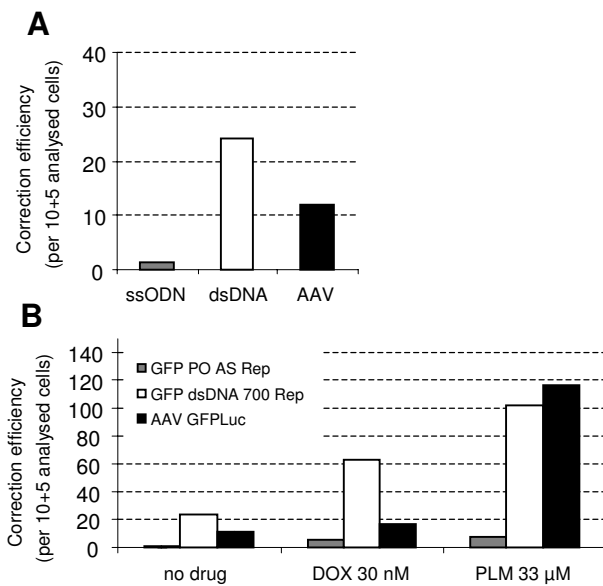 A
Correction efficiency
(per 10+5 analysed cells)
40
30
20
10
0
ssODN dsDNA AAV
B
Correction efficiency
(per 10+5 analysed cells)
140
120
100
80
60
40
20
0
GFP PO AS Rep
GFP dsDNA 700 Rep
AAV GFPLuc
no drug DOX 30 nM PLM 33 µM